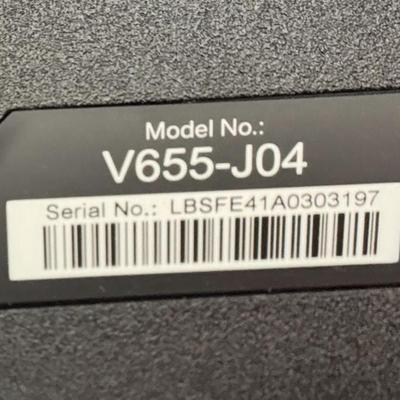 Model No.:
V655-J04
Serial No.: LBSFE41A0303197